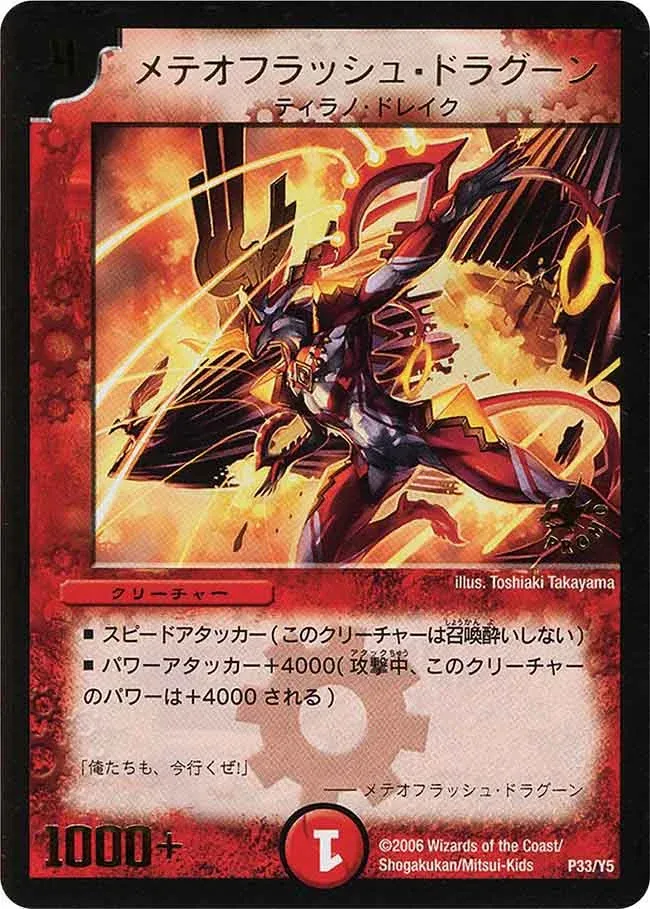 4
メテオフラッシュ・ドラグーン
ティラノ・ドレイク
PROMO
illus. Toshiaki Takayama
クリーチャー
■ スピードアタッカー(このクリーチャーは召喚酔いしない)
■ パワーアタッカー+4000(攻撃中、このクリーチャー
のパワーは+4000 される)
「俺たちも、今行くぜ!」
—— メテオフラッシュ・ドラグーン
1000+
1
©2006 Wizards of the Coast/
Shogakukan/Mitsui-Kids
P33/Y5